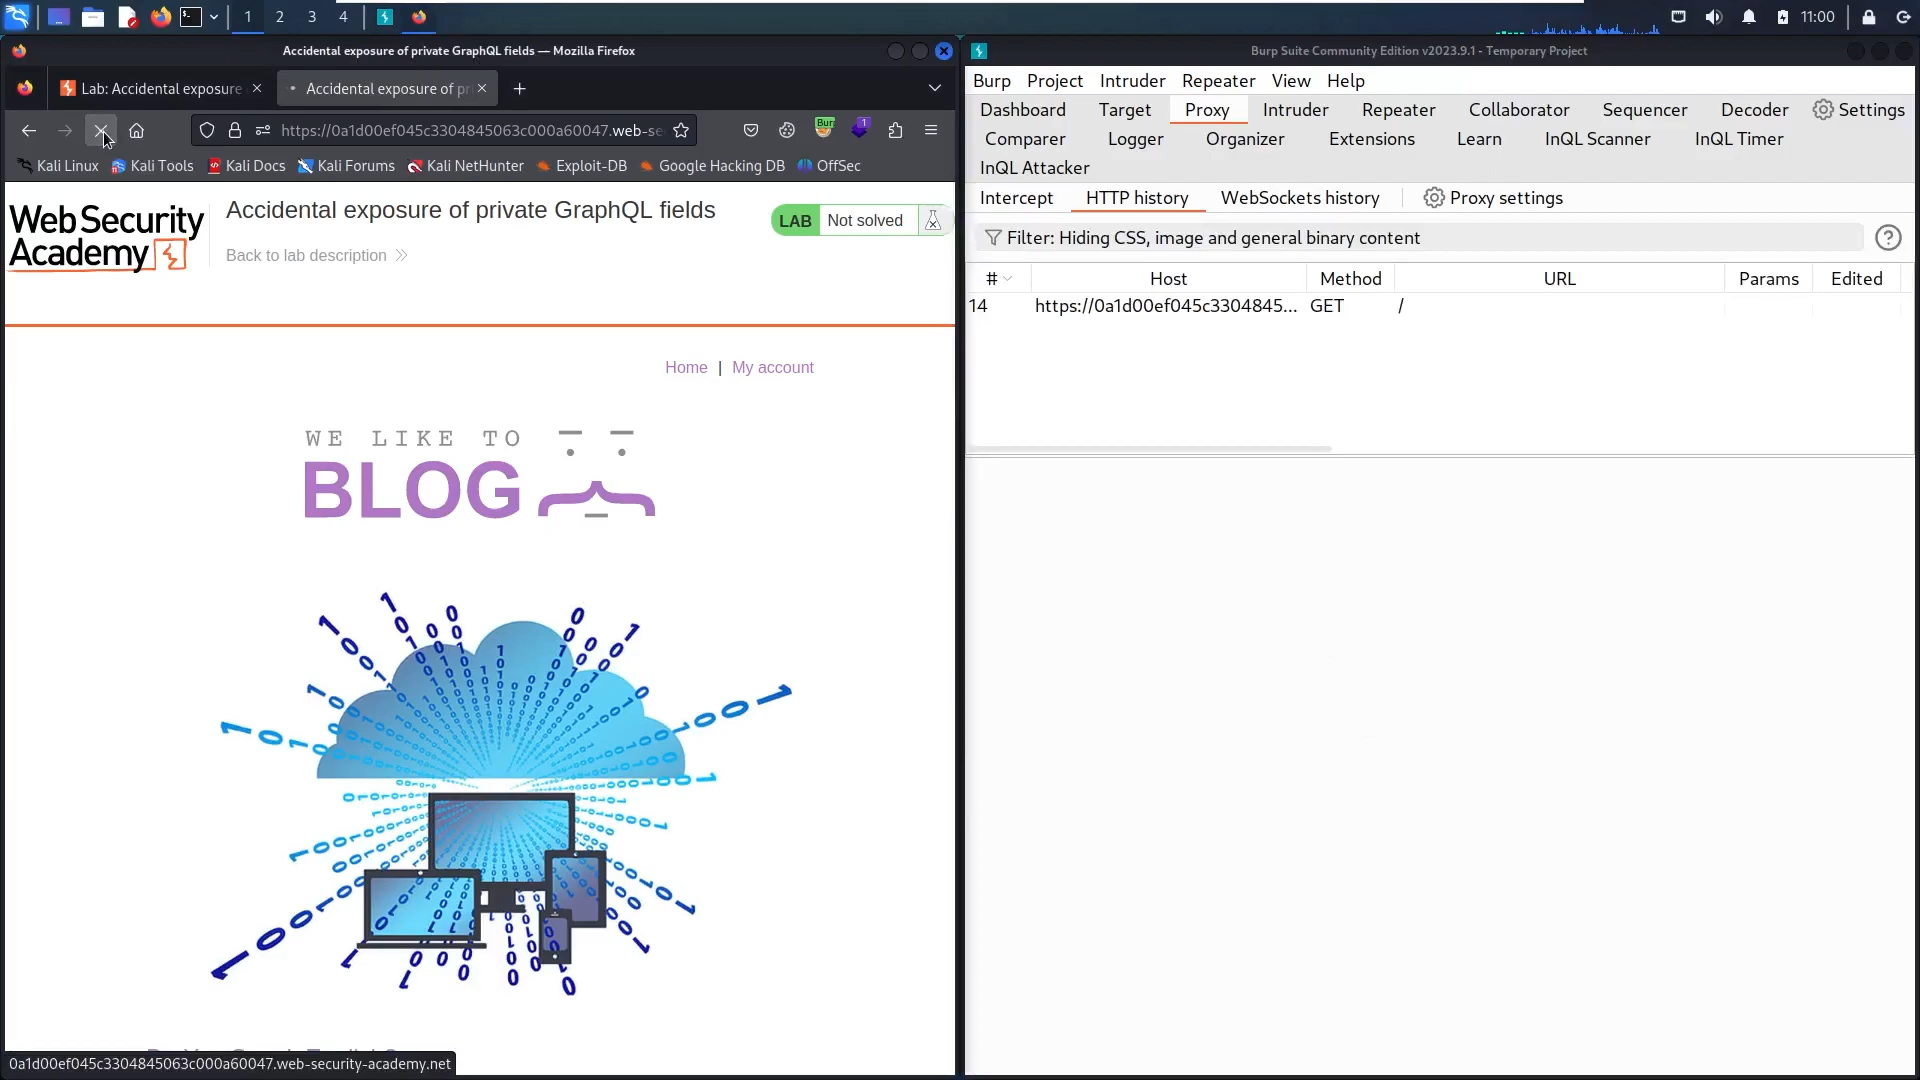 1 2 3 4
11:00
Accidental exposure of private GraphQL fields — Mozilla Firefox
Lab: Accidental exposure
Accidental exposure of pr
https://0a1d00ef045c3304845063c000a60047.web-se
Burp
1
Kali Linux Kali Tools Kali Docs Kali Forums Kali NetHunter Exploit-DB Google Hacking DB OffSec
Web Security
Academy
Accidental exposure of private GraphQL fields
Back to lab description
LAB Not solved
Home | My account
WE LIKE TO
BLOG
0a1d00ef045c3304845063c000a60047.web-security-academy.net
Burp Suite Community Edition v2023.9.1 - Temporary Project
Burp Project Intruder Repeater View Help
Dashboard Target Proxy Intruder Repeater Collaborator Sequencer Decoder Settings
Comparer Logger Organizer Extensions Learn InQL Scanner InQL Timer
InQL Attacker
Intercept HTTP history WebSockets history Proxy settings
Filter: Hiding CSS, image and general binary content
?
# Host Method URL Params Edited
14 https://0a1d00ef045c3304845... GET /